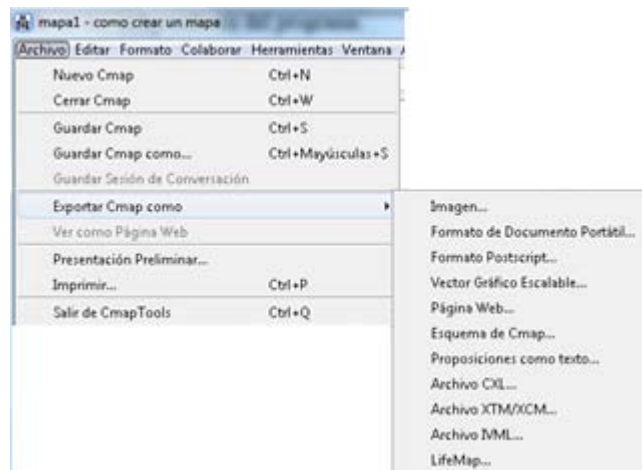 mapa1 - como crear un mapa
Archivo Editar Formato Colaborar Herramientas Ventana
Nuevo Cmap Ctrl+N
Cerrar Cmap Ctrl+W
Guardar Cmap Ctrl+S
Guardar Cmap como... Ctrl+Mayúsculas+S
Guardar Sesión de Conversación
Exportar Cmap como
Ver como Página Web
Presentación Preliminar...
Imprimir... Ctrl+P
Salir de CmapTools Ctrl+Q
Imagen...
Formato de Documento Portátil...
Formato Postscript...
Vector Gráfico Escalable...
Página Web...
Esquema de Cmap...
Proposiciones como texto...
Archivo CXL...
Archivo XTM/XCM...
Archivo IVML...
LifeMap...